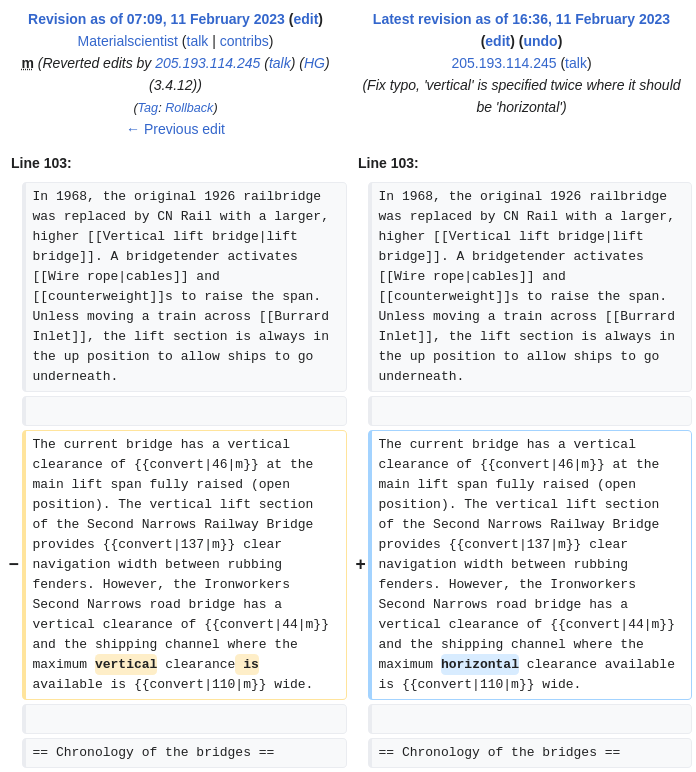 Revision as of 07:09, 11 February 2023 (edit)
Materialscientist (talk | contribs)
m (Reverted edits by 205.193.114.245 (talk) (HG)
(3.4.12))
(Tag: Rollback)
← Previous edit
Latest revision as of 16:36, 11 February 2023
(edit) (undo)
205.193.114.245 (talk)
(Fix typo, 'vertical' is specified twice where it should
be 'horizontal')
Line 103:
In 1968, the original 1926 railbridge
was replaced by CN Rail with a larger,
higher [[Vertical lift bridge|lift
bridge]]. A bridgetender activates
[[Wire rope|cables]] and
[[counterweight]]s to raise the span.
Unless moving a train across [[Burrard
Inlet]], the lift section is always in
the up position to allow ships to go
underneath.
−
The current bridge has a vertical
clearance of {{convert|46|m}} at the
main lift span fully raised (open
position). The vertical lift section
of the Second Narrows Railway Bridge
provides {{convert|137|m}} clear
navigation width between rubbing
fenders. However, the Ironworkers
Second Narrows road bridge has a
vertical clearance of {{convert|44|m}}
and the shipping channel where the
maximum vertical clearance is
available is {{convert|110|m}} wide.
== Chronology of the bridges ==
Line 103:
In 1968, the original 1926 railbridge
was replaced by CN Rail with a larger,
higher [[Vertical lift bridge|lift
bridge]]. A bridgetender activates
[[Wire rope|cables]] and
[[counterweight]]s to raise the span.
Unless moving a train across [[Burrard
Inlet]], the lift section is always in
the up position to allow ships to go
underneath.
+
The current bridge has a vertical
clearance of {{convert|46|m}} at the
main lift span fully raised (open
position). The vertical lift section
of the Second Narrows Railway Bridge
provides {{convert|137|m}} clear
navigation width between rubbing
fenders. However, the Ironworkers
Second Narrows road bridge has a
vertical clearance of {{convert|44|m}}
and the shipping channel where the
maximum horizontal clearance available
is {{convert|110|m}} wide.
== Chronology of the bridges ==